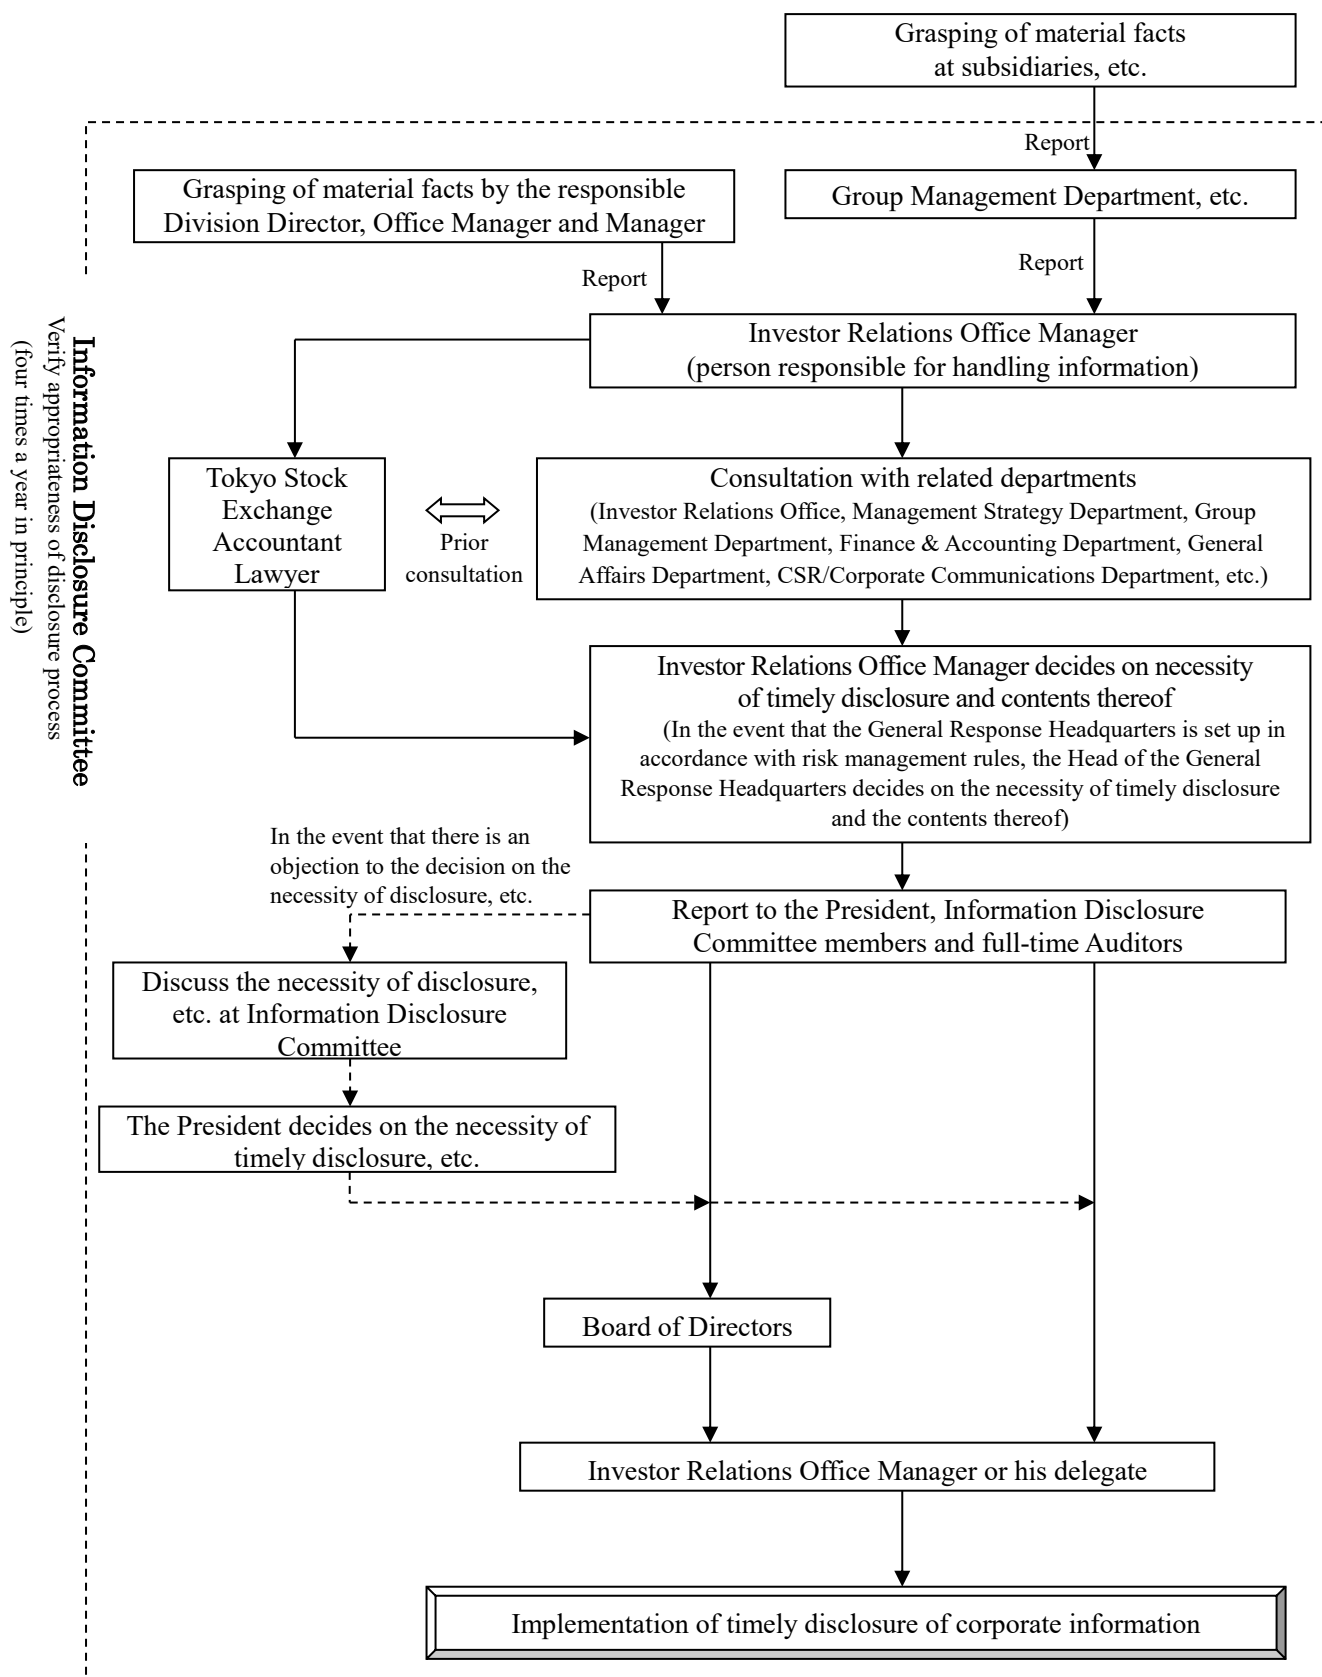 Grasping of material facts
at subsidiaries, etc.
Report
Grasping of material facts by the responsible
Division Director, Office Manager and Manager
Group Management Department, etc.
Report
Report
Investor Relations Office Manager
(person responsible for handling information)
Information Disclosure Committee
Verify appropriateness of disclosure process
(four times a year in principle)
Tokyo Stock
Exchange
Accountant
Lawyer
Prior
consultation
Consultation with related departments
(Investor Relations Office, Management Strategy Department, Group
Management Department, Finance & Accounting Department, General
Affairs Department, CSR/Corporate Communications Department, etc.)
Investor Relations Office Manager decides on necessity
of timely disclosure and contents thereof
(In the event that the General Response Headquarters is set up in
accordance with risk management rules, the Head of the General
Response Headquarters decides on the necessity of timely disclosure
and the contents thereof)
In the event that there is an
objection to the decision on the
necessity of disclosure, etc.
Report to the President, Information Disclosure
Committee members and full-time Auditors
Discuss the necessity of disclosure,
etc. at Information Disclosure
Committee
The President decides on the necessity of
timely disclosure, etc.
Board of Directors
Investor Relations Office Manager or his delegate
Implementation of timely disclosure of corporate information